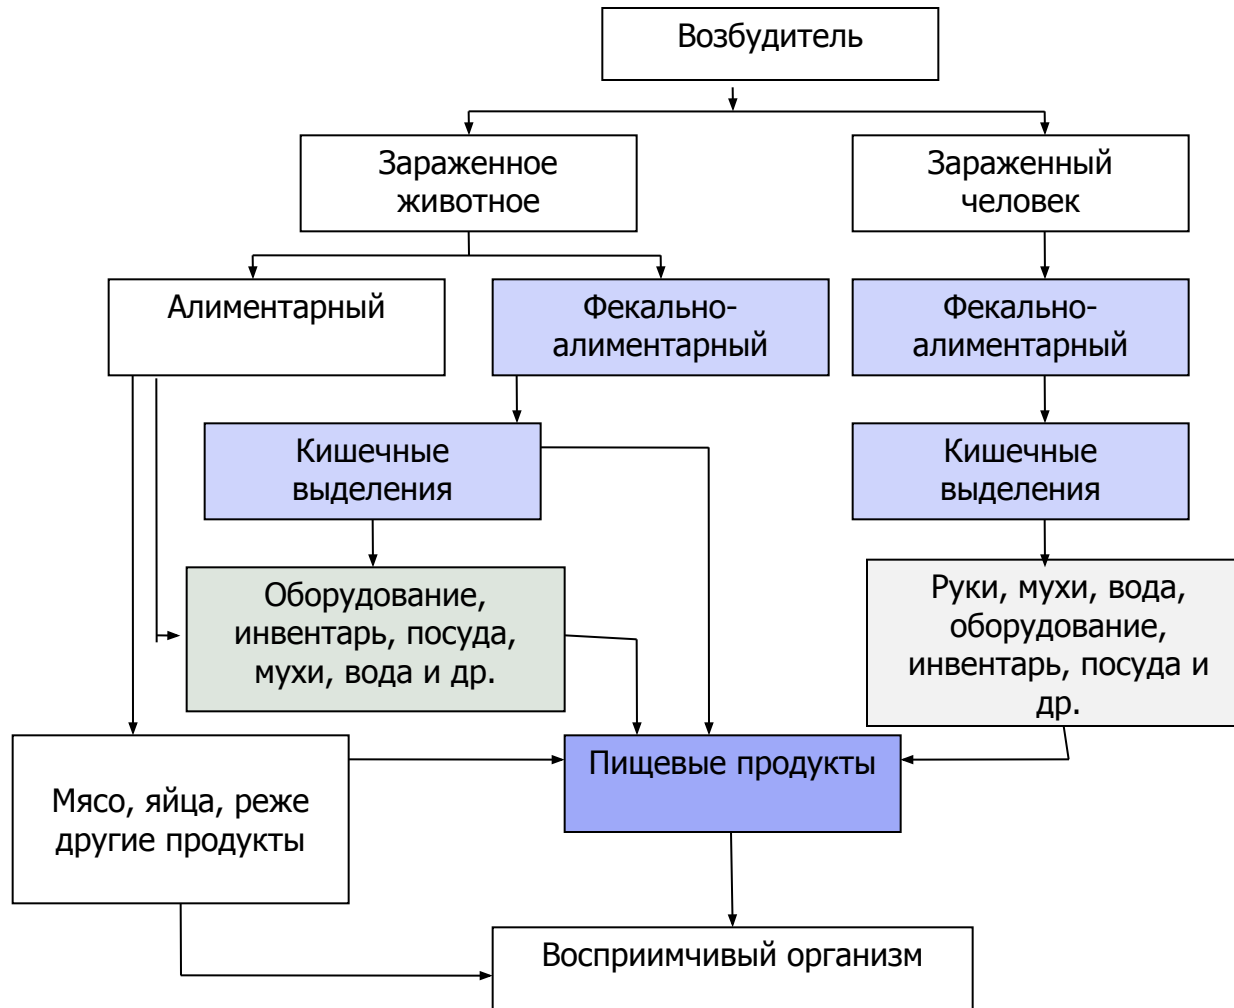 Возбудитель
Зараженное
животное
Зараженный
человек
Алиментарный
Фекально-
алиментарный
Фекально-
алиментарный
Кишечные
выделения
Кишечные
выделения
Оборудование,
инвентарь, посуда,
мухи, вода и др.
Руки, мухи, вода,
оборудование,
инвентарь, посуда и
др.
Мясо, яйца, реже
другие продукты
Пищевые продукты
Восприимчивый организм